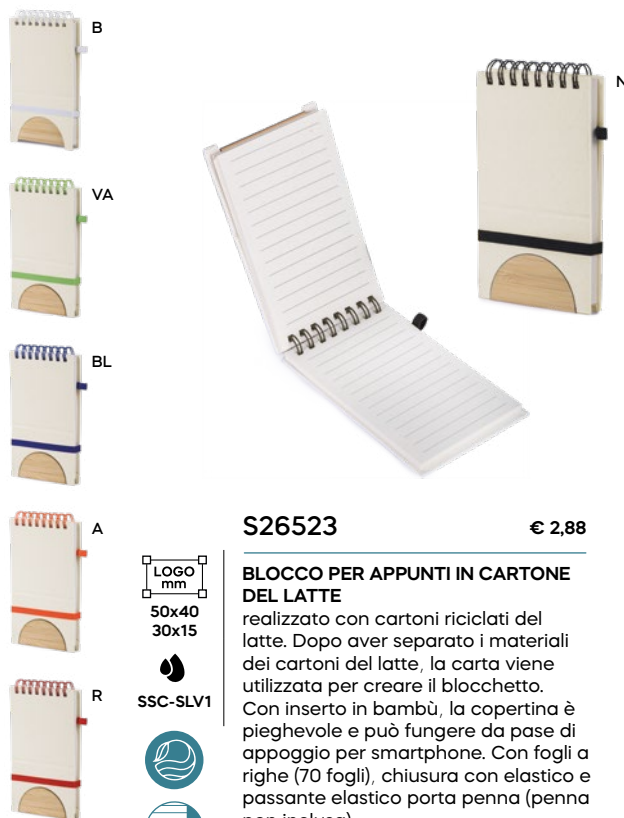 B
N
VA
BL
A
R
LOGO
mm
50x40
30x15
SSC-SLV1
S26523
€ 2,88
BLOCCO PER APPUNTI IN CARTONE
DEL LATTE
realizzato con cartoni riciclati del
latte. Dopo aver separato i materiali
dei cartoni del latte, la carta viene
utilizzata per creare il blocchetto.
Con inserto in bambù, la copertina è
pieghevole e può fungere da pase di
appoggio per smartphone. Con fogli a
righe (70 fogli), chiusura con elastico e
passante elastico porta penna (penna
non inclusa)